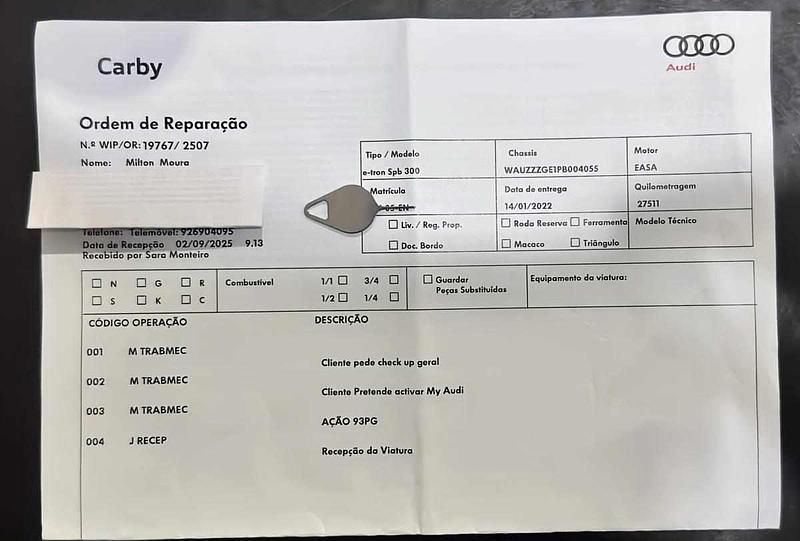 Carby
Audi
Ordem de Reparação
N.º WIP/OR: 19767/ 2507
Nome: Milton Moura
Telefone: Telemóvel: 926904095
Data de Recepção 02/09/2025 9.13
Recebido por Sara Monteiro
Tipo / Modelo Chassis Motor
e-tron Spb 300 WAUZZZGE1PB004055 EASA
Matrícula Data de entrega Quilometragem
05-EN 14/01/2022 27511
Liv. / Reg. Prop. Roda Reserva Ferramenta Modelo Técnico
Doc. Bordo Macaco Triângulo
N G R Combustível 1/1 3/4 Guardar Equipamento da viatura:
Peças Substituídas
S K C 1/2 1/4
CÓDIGO OPERAÇÃO DESCRIÇÃO
001 M TRABMEC
Cliente pede check up geral
002 M TRABMEC
Cliente Pretende activar My Audi
003 M TRABMEC
AÇÃO 93PG
004 J RECEP
Recepção da Viatura